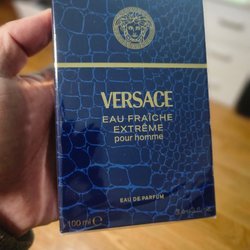 VERSACE
EAU FRAÎCHE
EXTRÊME
pour homme
EAU DE PARFUM
100 ml ℮